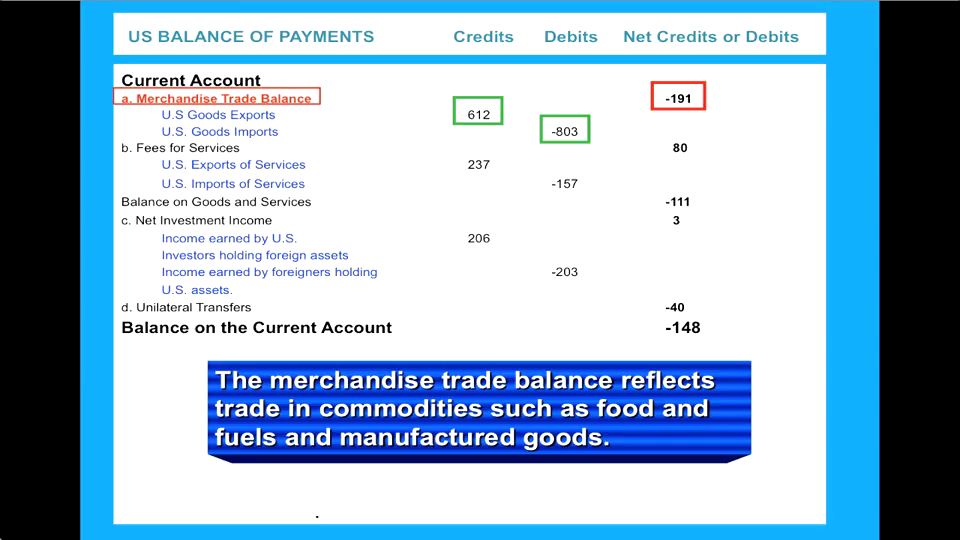 US BALANCE OF PAYMENTS Credits Debits Net Credits or Debits
Current Account
a. Merchandise Trade Balance -191
U.S Goods Exports 612
U.S. Goods Imports -803
b. Fees for Services 80
U.S. Exports of Services 237
U.S. Imports of Services -157
Balance on Goods and Services -111
c. Net Investment Income 3
Income earned by U.S. 206
Investors holding foreign assets
Income earned by foreigners holding -203
U.S. assets.
d. Unilateral Transfers -40
Balance on the Current Account -148
The merchandise trade balance reflects
trade in commodities such as food and
fuels and manufactured goods.
.